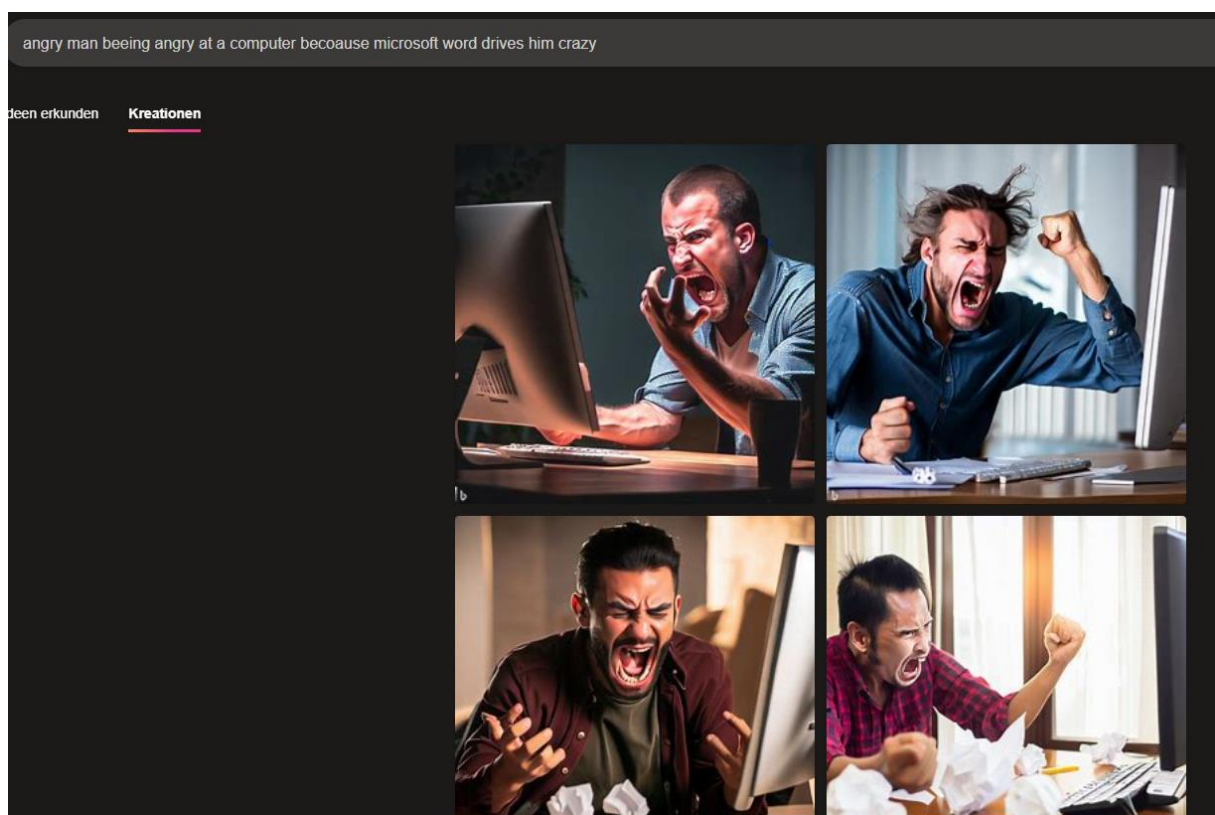 angry man beeing angry at a computer becoause microsoft word drives him crazy
deen erkunden
Kreationen